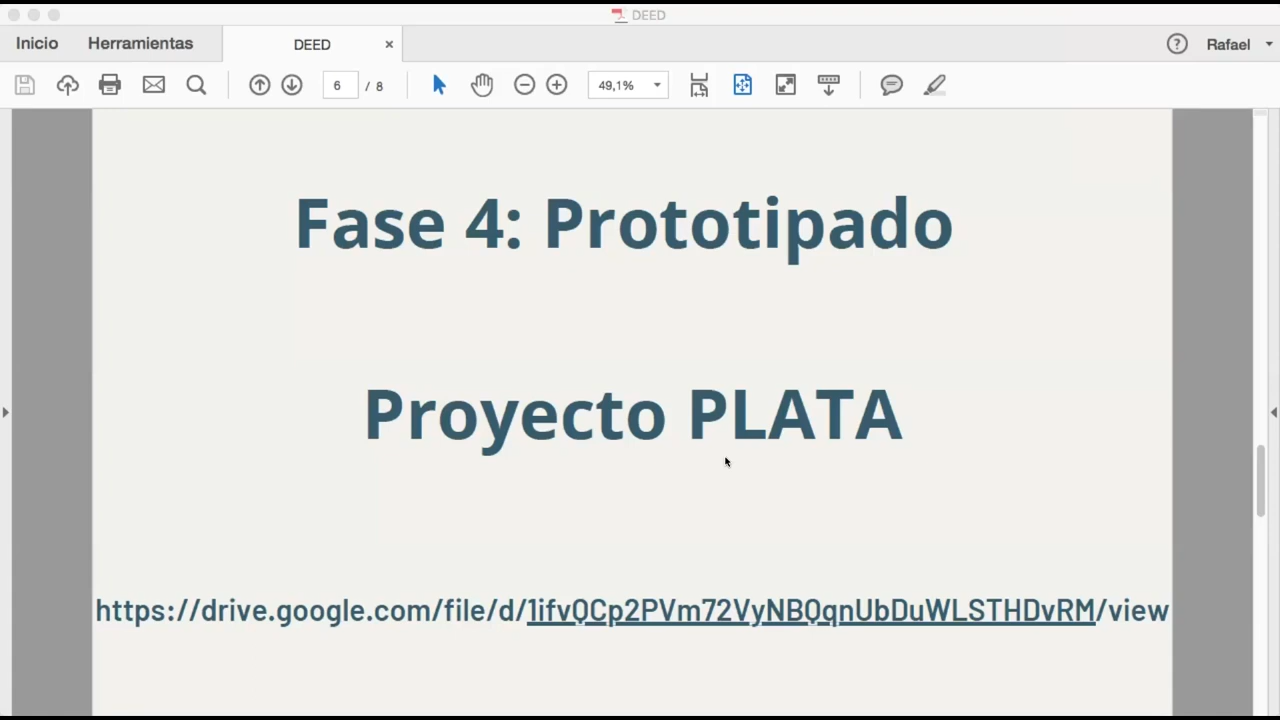 DEED
Inicio Herramientas DEED × ? Rafael
6 / 8 49,1%
Fase 4: Prototipado
Proyecto PLATA
https://drive.google.com/file/d/1ifvQCp2PVm72VyNBQqnUbDuWLSTHDvRM/view